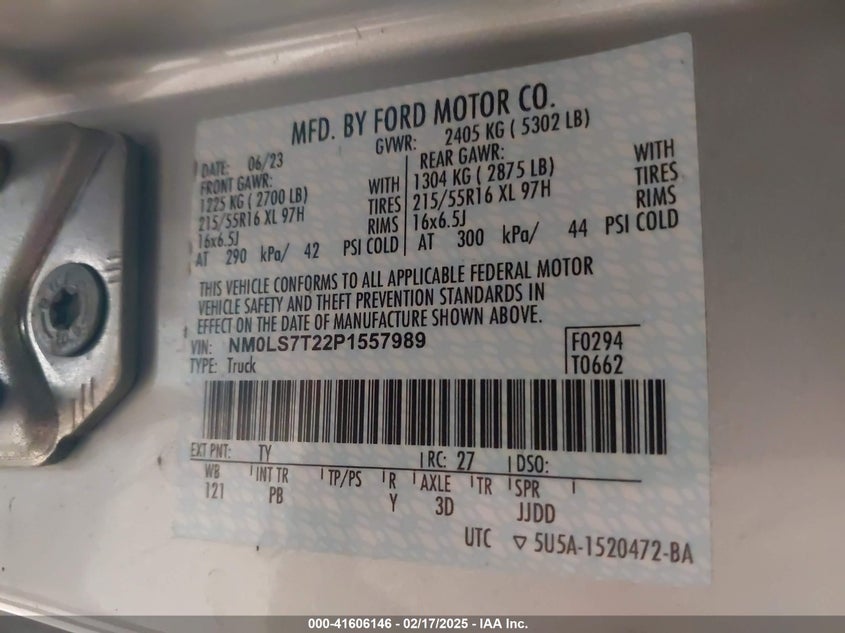 MFD. BY FORD MOTOR CO.
DATE: 06/23 GVWR: 2405 KG ( 5302 LB)
FRONT GAWR: REAR GAWR:
1225 KG ( 2700 LB) WITH 1304 KG ( 2875 LB) WITH
215/55R16 XL 97H TIRES 215/55R16 XL 97H TIRES
16x6.5J RIMS 16x6.5J RIMS
AT 290 kPa/ 42 PSI COLD AT 300 kPa/ 44 PSI COLD
THIS VEHICLE CONFORMS TO ALL APPLICABLE FEDERAL MOTOR
VEHICLE SAFETY AND THEFT PREVENTION STANDARDS IN
EFFECT ON THE DATE OF MANUFACTURE SHOWN ABOVE.
VIN: NM0LS7T22P1557989 F0294
TYPE: Truck T0662
EXT PNT: TY RC: 27 DSO:
WB INT TR TP/PS R AXLE TR SPR
121 PB Y 3D JJDD
UTC ▽ 5U5A-1520472-BA
000-41606146 - 02/17/2025 - IAA Inc.